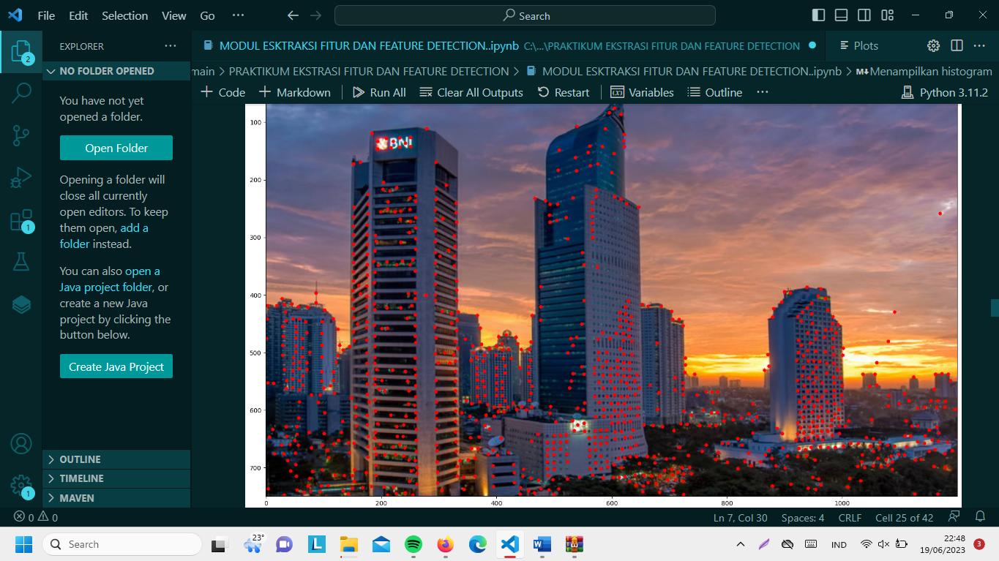 File Edit Selection View Go ··· Search
EXPLORER ···
2
NO FOLDER OPENED
You have not yet
opened a folder.
Open Folder
Opening a folder will
close all currently
open editors. To keep
them open, add a
folder instead.
You can also open a
Java project folder, or
create a new Java
project by clicking the
button below.
Create Java Project
OUTLINE
TIMELINE
MAVEN
1
1
MODUL ESKTRAKSI FITUR DAN FEATURE DETECTION..ipynb C:\...\PRAKTIKUM EKSTRASI FITUR DAN FEATURE DETECTION
Plots
main > PRAKTIKUM EKSTRASI FITUR DAN FEATURE DETECTION > MODUL ESKTRAKSI FITUR DAN FEATURE DETECTION..ipynb > M↓Menampilkan histogram
+ Code + Markdown Run All Clear All Outputs Restart Variables Outline ··· Python 3.11.2
100
200
300
400
500
600
700
0 200 400 600 800 1000
BNI
0 0 Ln 7, Col 30 Spaces: 4 CRLF Cell 25 of 42
Search
23°
L
W
IND
22:48
19/06/2023
3